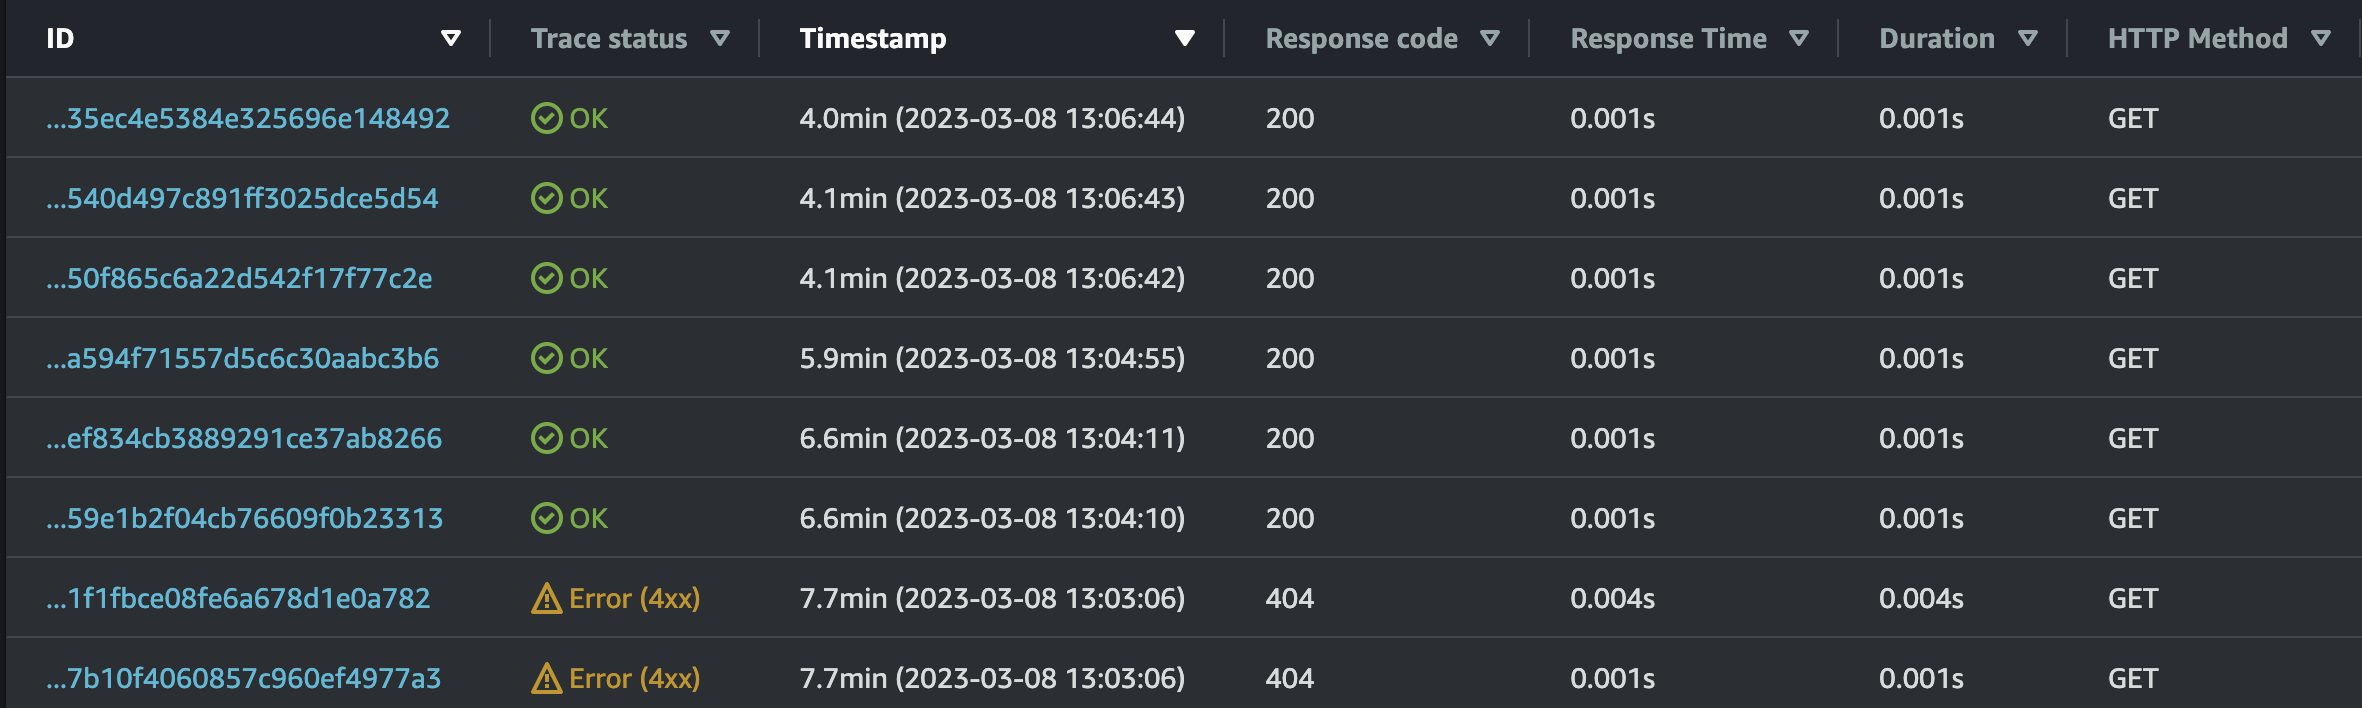 ID Trace status Timestamp Response code Response Time Duration HTTP Method
...35ec4e5384e325696e148492 OK 4.0min (2023-03-08 13:06:44) 200 0.001s 0.001s GET
...540d497c891ff3025dce5d54 OK 4.1min (2023-03-08 13:06:43) 200 0.001s 0.001s GET
...50f865c6a22d542f17f77c2e OK 4.1min (2023-03-08 13:06:42) 200 0.001s 0.001s GET
...a594f71557d5c6c30aabc3b6 OK 5.9min (2023-03-08 13:04:55) 200 0.001s 0.001s GET
...ef834cb3889291ce37ab8266 OK 6.6min (2023-03-08 13:04:11) 200 0.001s 0.001s GET
...59e1b2f04cb76609f0b23313 OK 6.6min (2023-03-08 13:04:10) 200 0.001s 0.001s GET
...1f1fbce08fe6a678d1e0a782 Error (4xx) 7.7min (2023-03-08 13:03:06) 404 0.004s 0.004s GET
...7b10f4060857c960ef4977a3 Error (4xx) 7.7min (2023-03-08 13:03:06) 404 0.001s 0.001s GET